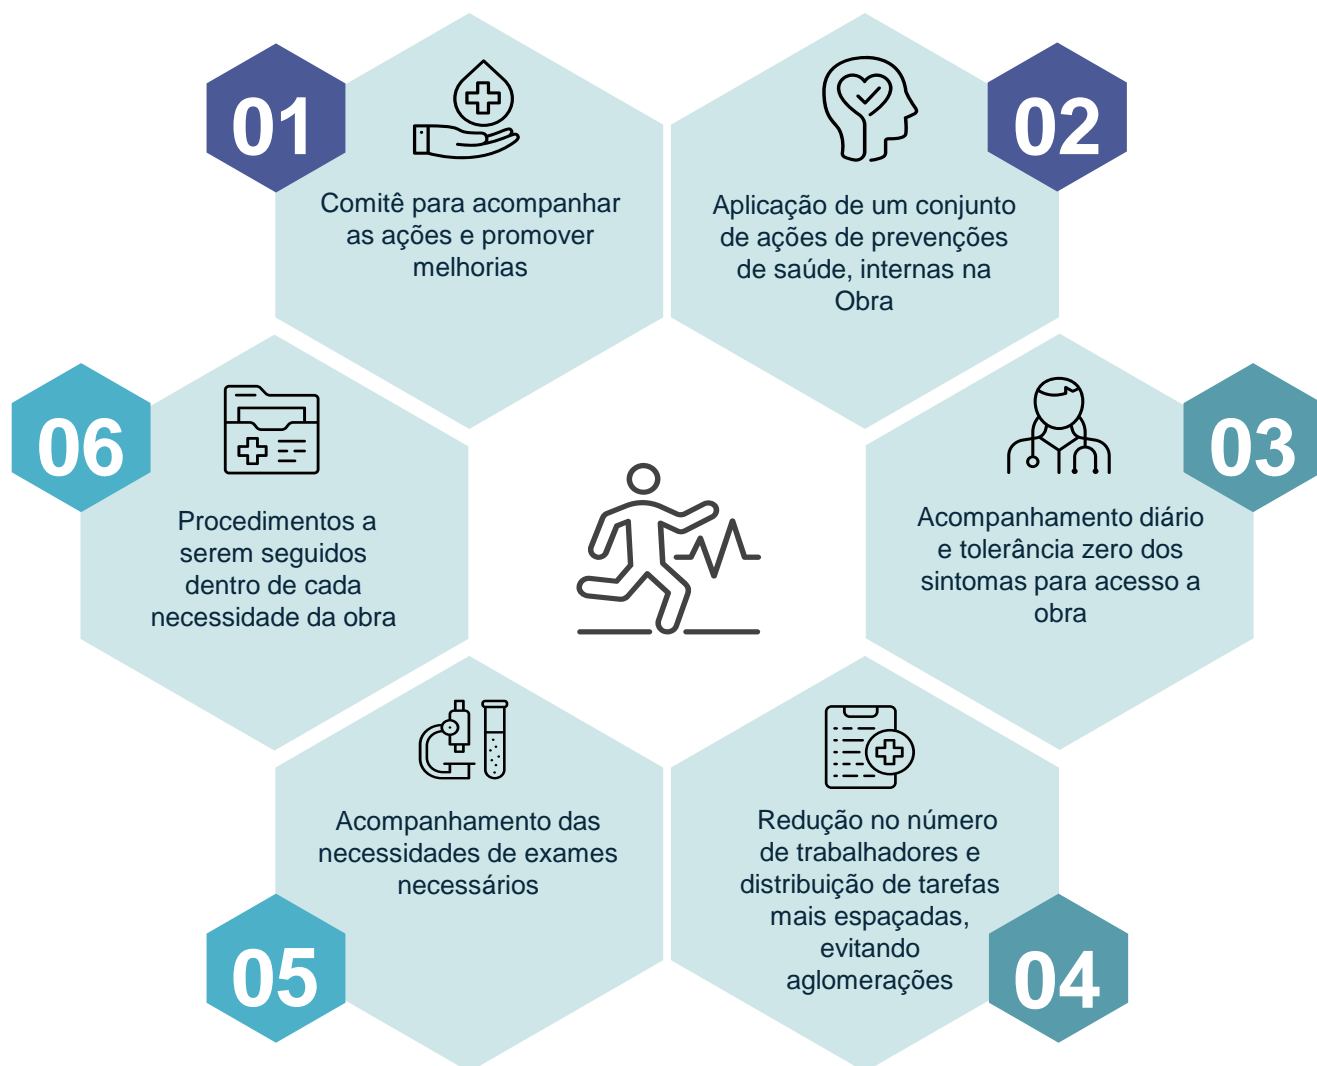 01
Comitê para acompanhar
as ações e promover
melhorias
02
Aplicação de um conjunto
de ações de prevenções
de saúde, internas na
Obra
03
Acompanhamento diário
e tolerância zero dos
sintomas para acesso a
obra
04
Redução no número
de trabalhadores e
distribuição de tarefas
mais espaçadas,
evitando
aglomerações
05
Acompanhamento das
necessidades de exames
necessários
06
Procedimentos a
serem seguidos
dentro de cada
necessidade da obra